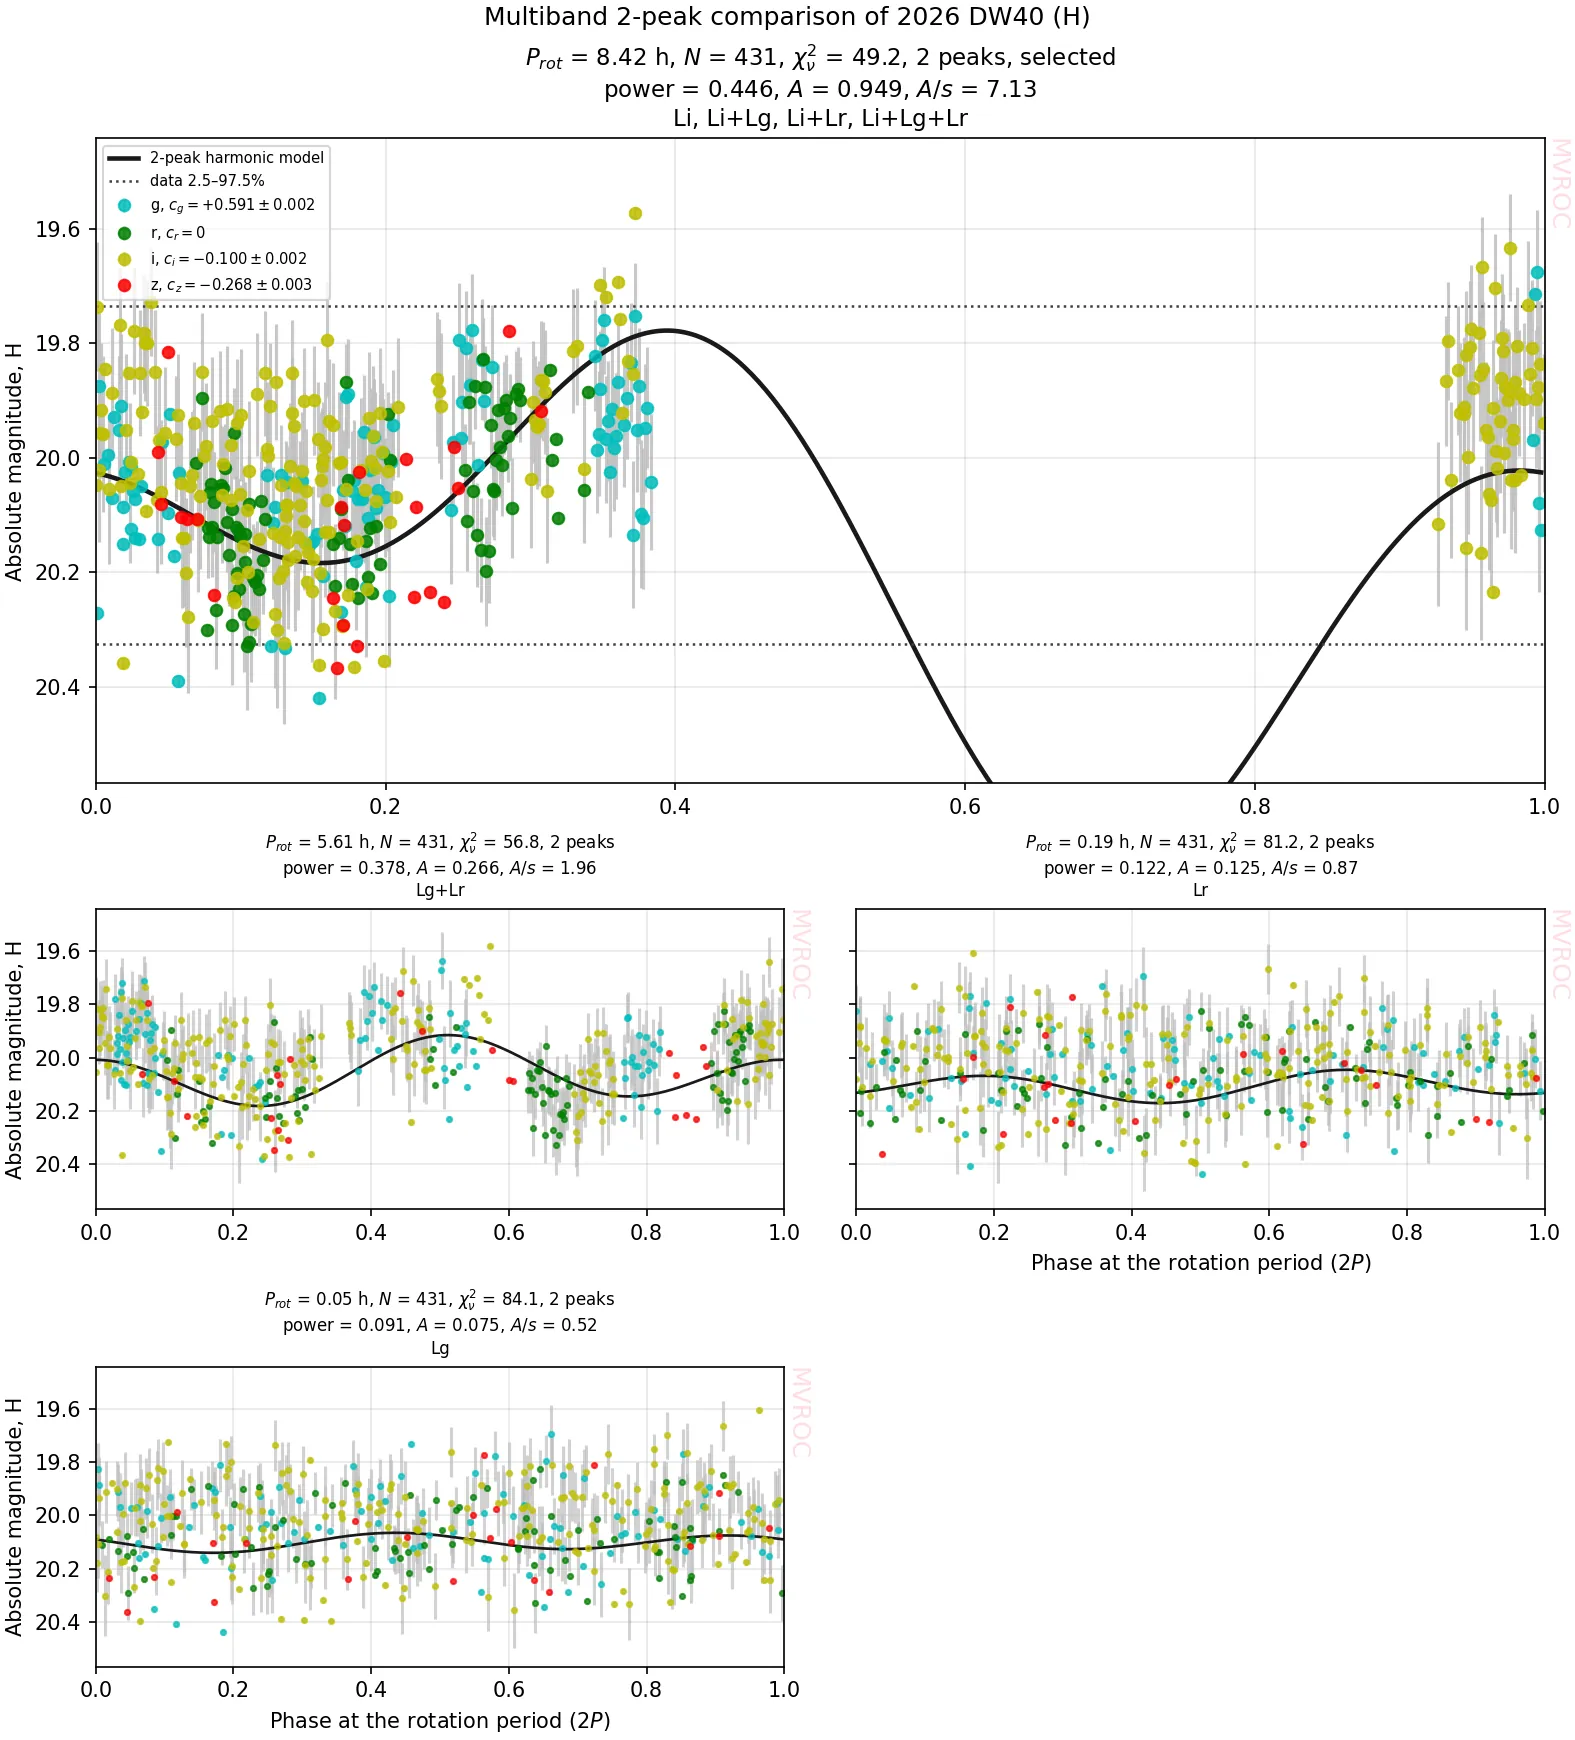 Multiband 2-peak comparison of 2026 DW40 (H)
P_rot = 8.42 h, N = 431, χ²_ν = 49.2, 2 peaks, selected
power = 0.446, A = 0.949, A/s = 7.13
Li, Li+Lg, Li+Lr, Li+Lg+Lr
MVROC
2-peak harmonic model
data 2.5–97.5%
g, c_g = +0.591 ± 0.002
r, c_r = 0
i, c_i = −0.100 ± 0.002
z, c_z = −0.268 ± 0.003
Absolute magnitude, H
19.6
19.8
20.0
20.2
20.4
0.0 0.2 0.4 0.6 0.8 1.0
P_rot = 5.61 h, N = 431, χ²_ν = 56.8, 2 peaks
power = 0.378, A = 0.266, A/s = 1.96
Lg+Lr
MVROC
Absolute magnitude, H
19.6
19.8
20.0
20.2
20.4
0.0 0.2 0.4 0.6 0.8 1.0
P_rot = 0.19 h, N = 431, χ²_ν = 81.2, 2 peaks
power = 0.122, A = 0.125, A/s = 0.87
Lr
MVROC
0.0 0.2 0.4 0.6 0.8 1.0
Phase at the rotation period (2P)
P_rot = 0.05 h, N = 431, χ²_ν = 84.1, 2 peaks
power = 0.091, A = 0.075, A/s = 0.52
Lg
MVROC
Absolute magnitude, H
19.6
19.8
20.0
20.2
20.4
0.0 0.2 0.4 0.6 0.8 1.0
Phase at the rotation period (2P)